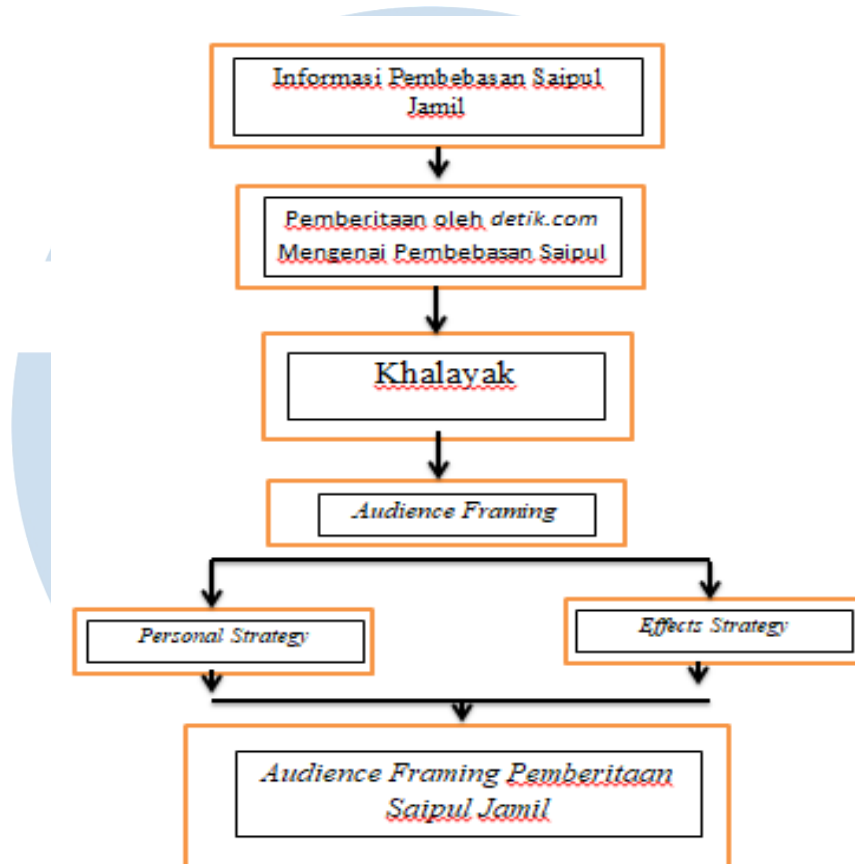 Informasi Pembebasan Saipul
Jamil
Pemberitaan oleh detik.com
Mengenai Pembebasan Saipul
Khalayak
Audience Framing
Personal Strategy
Effects Strategy
Audience Framing Pemberitaan
Saipul Jamil